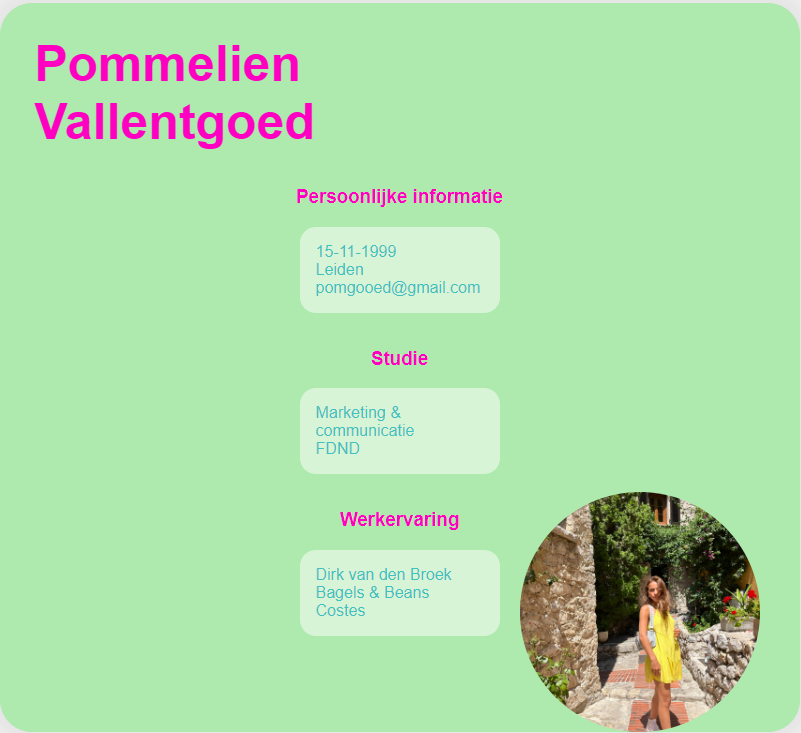 Pommelien
Vallentgoed
Persoonlijke informatie
15-11-1999
Leiden
pomgooed@gmail.com
Studie
Marketing &
communicatie
FDND
Werkervaring
Dirk van den Broek
Bagels & Beans
Costes